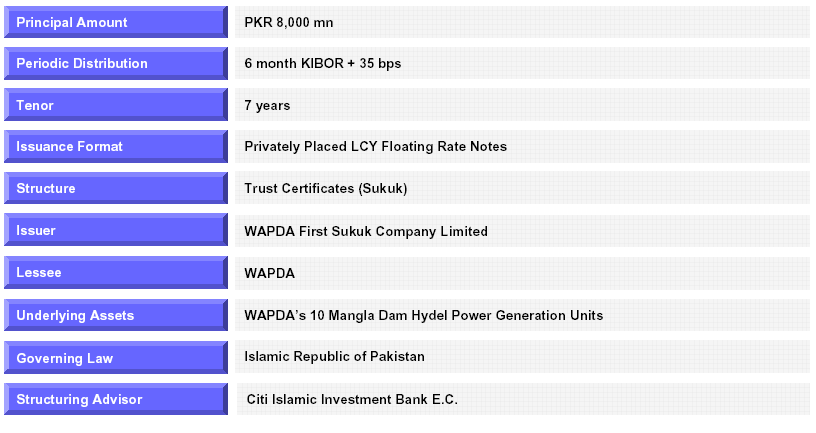 Principal Amount PKR 8,000 mn
Periodic Distribution 6 month KIBOR + 35 bps
Tenor 7 years
Issuance Format Privately Placed LCY Floating Rate Notes
Structure Trust Certificates (Sukuk)
Issuer WAPDA First Sukuk Company Limited
Lessee WAPDA
Underlying Assets WAPDA's 10 Mangla Dam Hydel Power Generation Units
Governing Law Islamic Republic of Pakistan
Structuring Advisor Citi Islamic Investment Bank E.C.